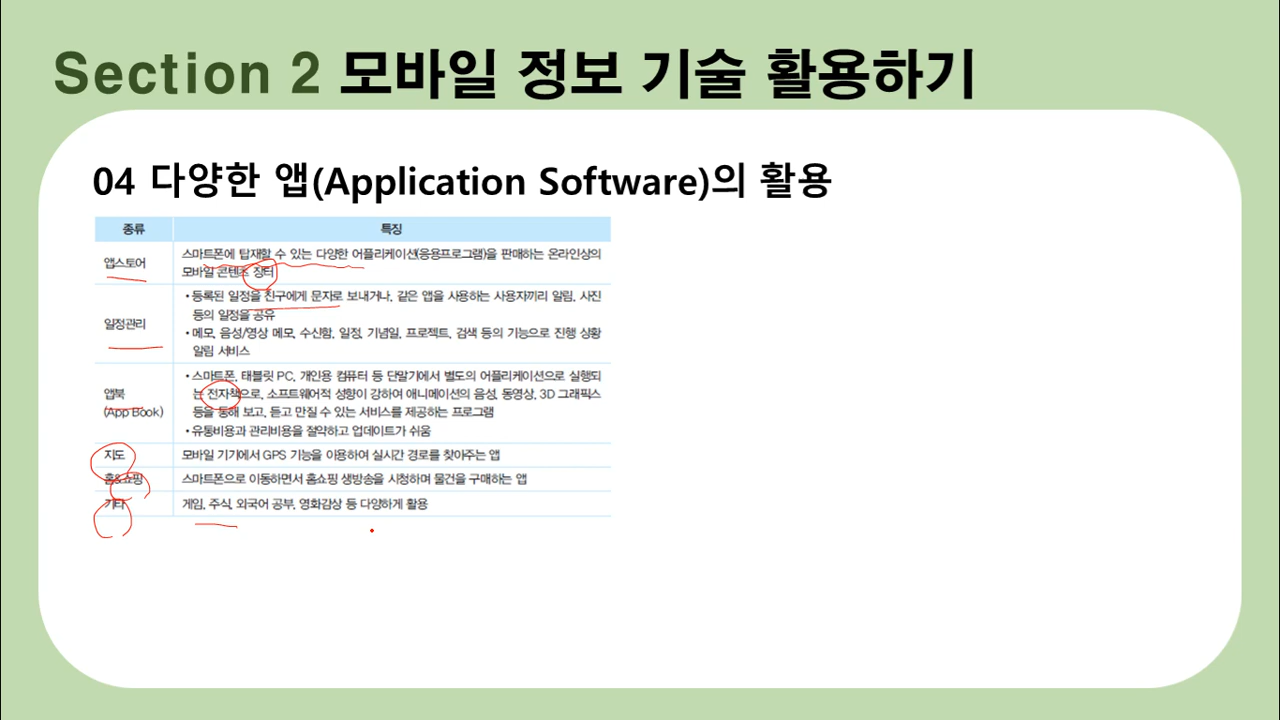 Section 2 모바일 정보 기술 활용하기
04 다양한 앱(Application Software)의 활용
종류 특징
앱스토어
스마트폰에 탑재할 수 있는 다양한 어플리케이션(응용프로그램)을 판매하는 온라인상의
모바일 콘텐츠 장터
일정관리
• 등록된 일정을 친구에게 문자로 보내거나, 같은 앱을 사용하는 사용자끼리 알림, 사진
등의 일정을 공유
• 메모, 음성/영상 메모, 수신함, 일정, 기념일, 프로젝트, 검색 등의 기능으로 진행 상황
알림 서비스
앱북
(App Book)
• 스마트폰, 태블릿 PC, 개인용 컴퓨터 등 단말기에서 별도의 어플리케이션으로 실행되
는 전자책으로, 소프트웨어적 성향이 강하여 애니메이션의 음성, 동영상, 3D 그래픽스
등을 통해 보고, 듣고 만질 수 있는 서비스를 제공하는 프로그램
• 유통비용과 관리비용을 절약하고 업데이트가 쉬움
지도 모바일 기기에서 GPS 기능을 이용하여 실시간 경로를 찾아주는 앱
홈&쇼핑 스마트폰으로 이동하면서 홈쇼핑 생방송을 시청하며 물건을 구매하는 앱
기타 게임, 주식, 외국어 공부, 영화감상 등 다양하게 활용